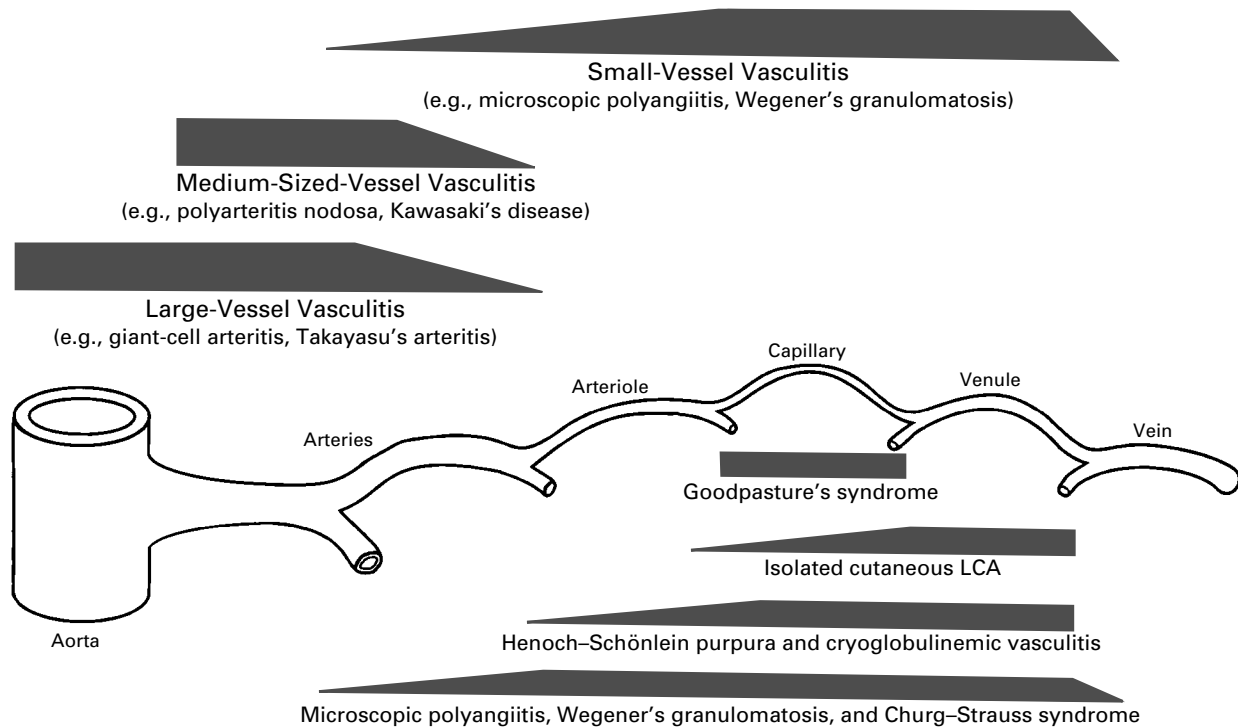 Small-Vessel Vasculitis
(e.g., microscopic polyangiitis, Wegener's granulomatosis)
Medium-Sized-Vessel Vasculitis
(e.g., polyarteritis nodosa, Kawasaki's disease)
Large-Vessel Vasculitis
(e.g., giant-cell arteritis, Takayasu's arteritis)
Capillary
Arteriole
Venule
Arteries
Vein
Goodpasture's syndrome
Isolated cutaneous LCA
Aorta
Henoch–Schönlein purpura and cryoglobulinemic vasculitis
Microscopic polyangiitis, Wegener's granulomatosis, and Churg–Strauss syndrome